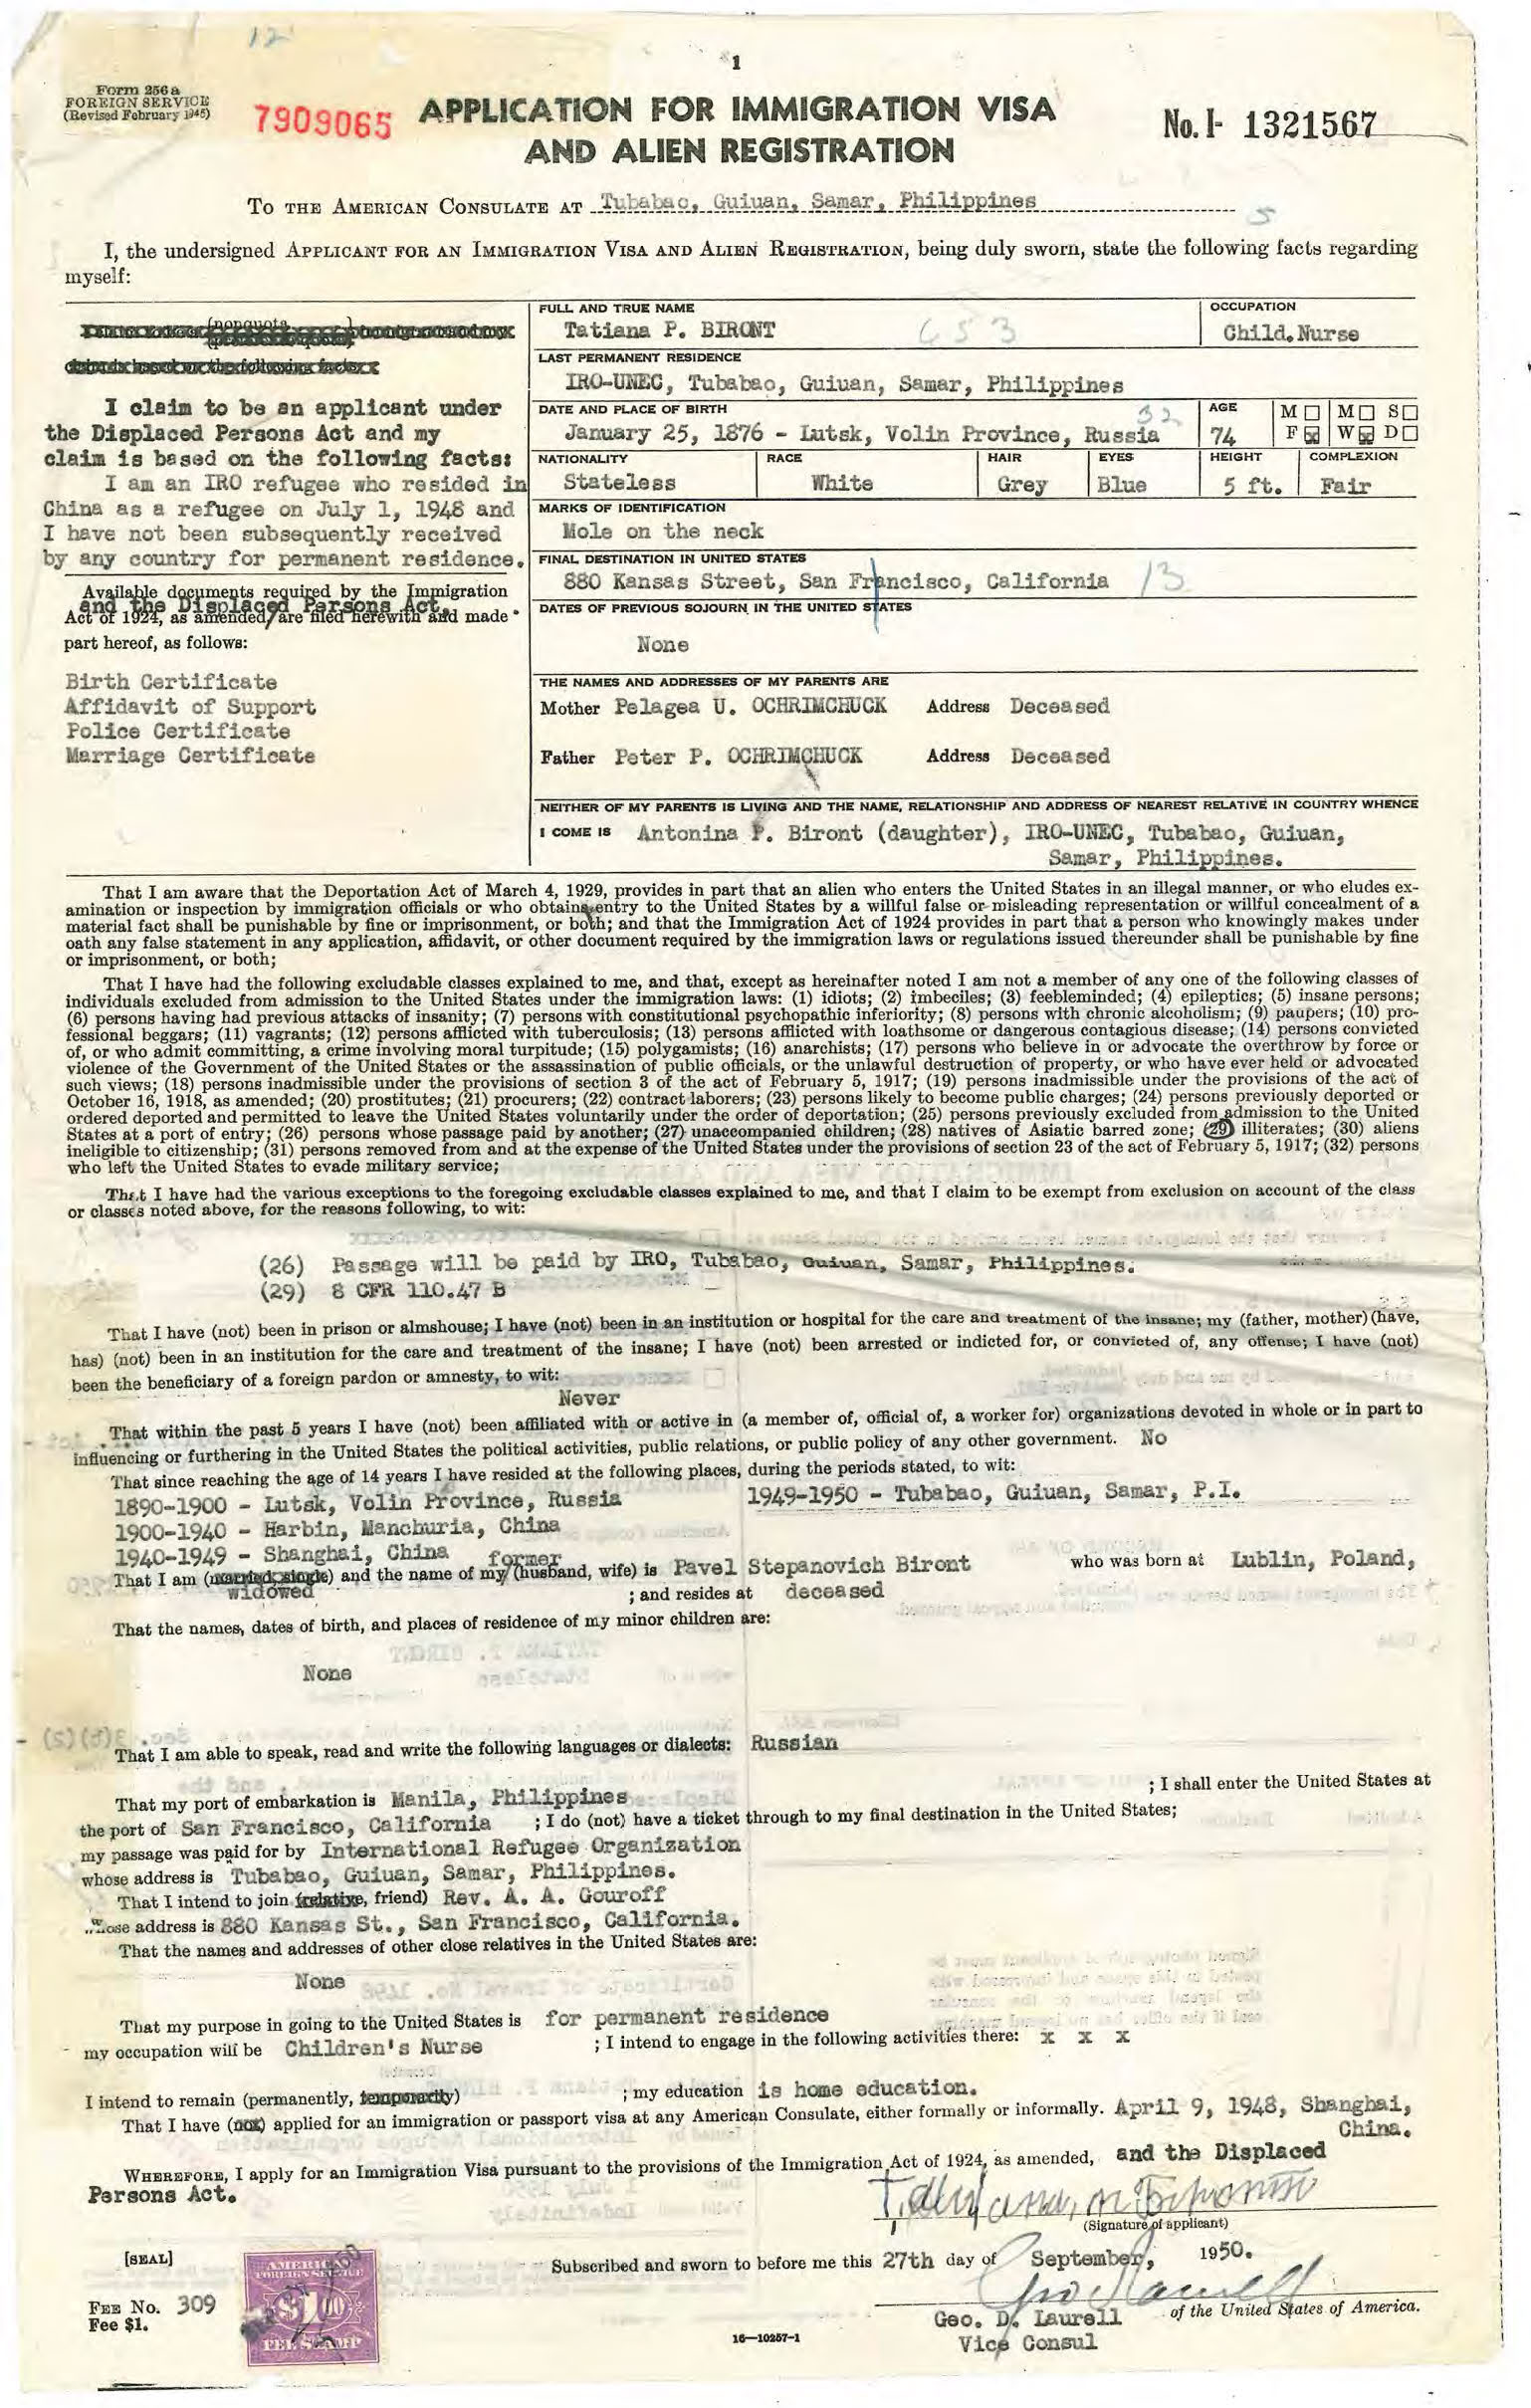 12
1
Form 256a
FOREIGN SERVICE
(Revised February 1945)
7909065
APPLICATION FOR IMMIGRATION VISA
AND ALIEN REGISTRATION
No. I- 1321567
TO THE AMERICAN CONSULATE AT Tubabao, Guiuan, Samar, Philippines
5
I, the undersigned APPLICANT FOR AN IMMIGRATION VISA AND ALIEN REGISTRATION, being duly sworn, state the following facts regarding
myself:
(nonquota
I claim to be an applicant under
the Displaced Persons Act and my
claim is based on the following facts:
I am an IRO refugee who resided in
China as a refugee on July 1, 1948 and
I have not been subsequently received
by any country for permanent residence.
Available documents required by the Immigration
and the Displaced Persons Act,
Act of 1924, as amended/are filed herewith and made
part hereof, as follows:
Birth Certificate
Affidavit of Support
Police Certificate
Marriage Certificate
FULL AND TRUE NAME
Tatiana P. BIRONT
653
OCCUPATION
Child.Nurse
LAST PERMANENT RESIDENCE
IRO-UNEC, Tubabao, Guiuan, Samar, Philippines
DATE AND PLACE OF BIRTH
32
January 25, 1876 - Lutsk, Volin Province, Russia
AGE
74
M M S
F W D
NATIONALITY
Stateless
RACE
White
HAIR
Grey
EYES
Blue
HEIGHT
5 ft.
COMPLEXION
Fair
MARKS OF IDENTIFICATION
Mole on the neck
FINAL DESTINATION IN UNITED STATES
880 Kansas Street, San Francisco, California
13
DATES OF PREVIOUS SOJOURN IN THE UNITED STATES
None
THE NAMES AND ADDRESSES OF MY PARENTS ARE
Mother Pelagea U. OCHRIMCHUCK Address Deceased
Father Peter P. OCHRIMCHUCK Address Deceased
NEITHER OF MY PARENTS IS LIVING AND THE NAME, RELATIONSHIP AND ADDRESS OF NEAREST RELATIVE IN COUNTRY WHENCE
I COME IS Antonina P. Biront (daughter), IRO-UNEC, Tubabao, Guiuan,
Samar, Philippines.
That I am aware that the Deportation Act of March 4, 1929, provides in part that an alien who enters the United States in an illegal manner, or who eludes ex-
amination or inspection by immigration officials or who obtains entry to the United States by a willful false or misleading representation or willful concealment of a
material fact shall be punishable by fine or imprisonment, or both; and that the Immigration Act of 1924 provides in part that a person who knowingly makes under
oath any false statement in any application, affidavit, or other document required by the immigration laws or regulations issued thereunder shall be punishable by fine
or imprisonment, or both;
That I have had the following excludable classes explained to me, and that, except as hereinafter noted I am not a member of any one of the following classes of
individuals excluded from admission to the United States under the immigration laws: (1) idiots; (2) imbeciles; (3) feebleminded; (4) epileptics; (5) insane persons;
(6) persons having had previous attacks of insanity; (7) persons with constitutional psychopathic inferiority; (8) persons with chronic alcoholism; (9) paupers; (10) pro-
fessional beggars; (11) vagrants; (12) persons afflicted with tuberculosis; (13) persons afflicted with loathsome or dangerous contagious disease; (14) persons convicted
of, or who admit committing, a crime involving moral turpitude; (15) polygamists; (16) anarchists; (17) persons who believe in or advocate the overthrow by force or
violence of the Government of the United States or the assassination of public officials, or the unlawful destruction of property, or who have ever held or advocated
such views; (18) persons inadmissible under the provisions of section 3 of the act of February 5, 1917; (19) persons inadmissible under the provisions of the act of
October 16, 1918, as amended; (20) prostitutes; (21) procurers; (22) contract laborers; (23) persons likely to become public charges; (24) persons previously deported or
ordered deported and permitted to leave the United States voluntarily under the order of deportation; (25) persons previously excluded from admission to the United
States at a port of entry; (26) persons whose passage paid by another; (27) unaccompanied children; (28) natives of Asiatic barred zone; (29) illiterates; (30) aliens
ineligible to citizenship; (31) persons removed from and at the expense of the United States under the provisions of section 23 of the act of February 5, 1917; (32) persons
who left the United States to evade military service;
That I have had the various exceptions to the foregoing excludable classes explained to me, and that I claim to be exempt from exclusion on account of the class
or classes noted above, for the reasons following, to wit:
(26) Passage will be paid by IRO, Tubabao, Guiuan, Samar, Philippines.
(29) 8 CFR 110.47 B
That I have (not) been in prison or almshouse; I have (not) been in an institution or hospital for the care and treatment of the insane; my (father, mother) (have,
has) (not) been in an institution for the care and treatment of the insane; I have (not) been arrested or indicted for, or convicted of, any offense; I have (not)
been the beneficiary of a foreign pardon or amnesty, to wit:
Never
That within the past 5 years I have (not) been affiliated with or active in (a member of, official of, a worker for) organizations devoted in whole or in part to
influencing or furthering in the United States the political activities, public relations, or public policy of any other government. No
That since reaching the age of 14 years I have resided at the following places, during the periods stated, to wit:
1890-1900 - Lutsk, Volin Province, Russia 1949-1950 - Tubabao, Guiuan, Samar, P.I.
1900-1940 - Harbin, Manchuria, China
1940-1949 - Shanghai, China former
That I am (married, single) and the name of my (husband, wife) is Pavel Stepanovich Biront who was born at Lublin, Poland,
widowed ; and resides at deceased
That the names, dates of birth, and places of residence of my minor children are:
None
That I am able to speak, read and write the following languages or dialects: Russian
That my port of embarkation is Manila, Philippines ; I shall enter the United States at
the port of San Francisco, California ; I do (not) have a ticket through to my final destination in the United States;
my passage was paid for by International Refugee Organization
whose address is Tubabao, Guiuan, Samar, Philippines.
That I intend to join (relative, friend) Rev. A. A. Gouroff
whose address is 880 Kansas St., San Francisco, California.
That the names and addresses of other close relatives in the United States are:
None
That my purpose in going to the United States is for permanent residence
my occupation will be Children's Nurse ; I intend to engage in the following activities there: x x x
I intend to remain (permanently, temporarily) ; my education is home education.
That I have (not) applied for an immigration or passport visa at any American Consulate, either formally or informally. April 9, 1948, Shanghai,
China.
WHEREFORE, I apply for an Immigration Visa pursuant to the provisions of the Immigration Act of 1924, as amended, and the Displaced
Persons Act.
(Signature of applicant)
[SEAL]
Subscribed and sworn to before me this 27th day of September, 1950.
FEE NO. 309
Fee $1.
AMERICAN
FOREIGN SERVICE
$1.00
FEE STAMP
Geo. D. Laurell of the United States of America.
Vice Consul
16—10257-1